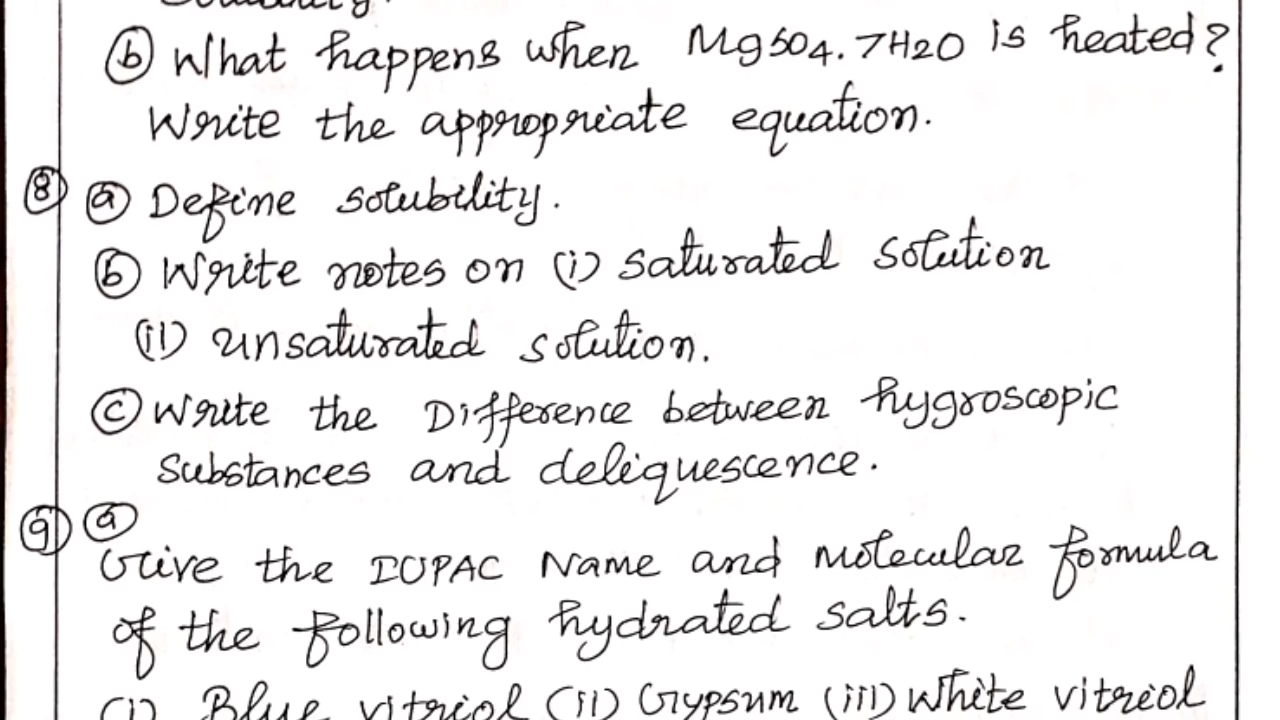 ⓑ What happens when MgSO4.7H2O is heated?
Write the appropriate equation.
⑧ ⓐ Define solubility.
ⓑ Write notes on (i) saturated solution
(ii) unsaturated solution.
ⓒ Write the Difference between hygroscopic
Substances and deliquescence.
⑨ ⓐ
Give the IUPAC Name and Molecular formula
of the following hydrated salts.
(i) Blue vitriol (ii) Gypsum (iii) White vitriol